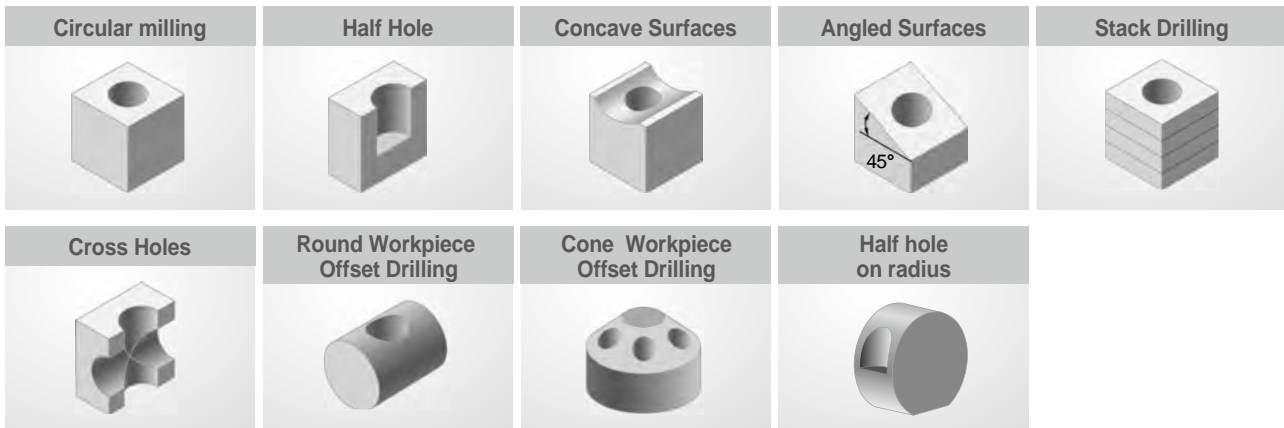 Circular milling
Half Hole
Concave Surfaces
Angled Surfaces
Stack Drilling
45°
Cross Holes
Round Workpiece
Offset Drilling
Cone Workpiece
Offset Drilling
Half hole
on radius